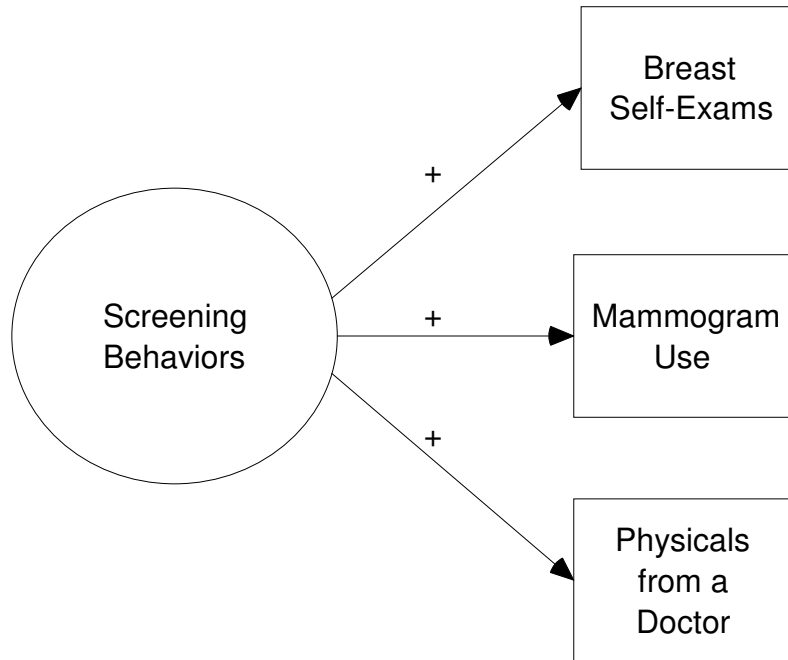 Breast
Self-Exams
+
Screening
Behaviors
+
Mammogram
Use
+
Physicals
from a
Doctor